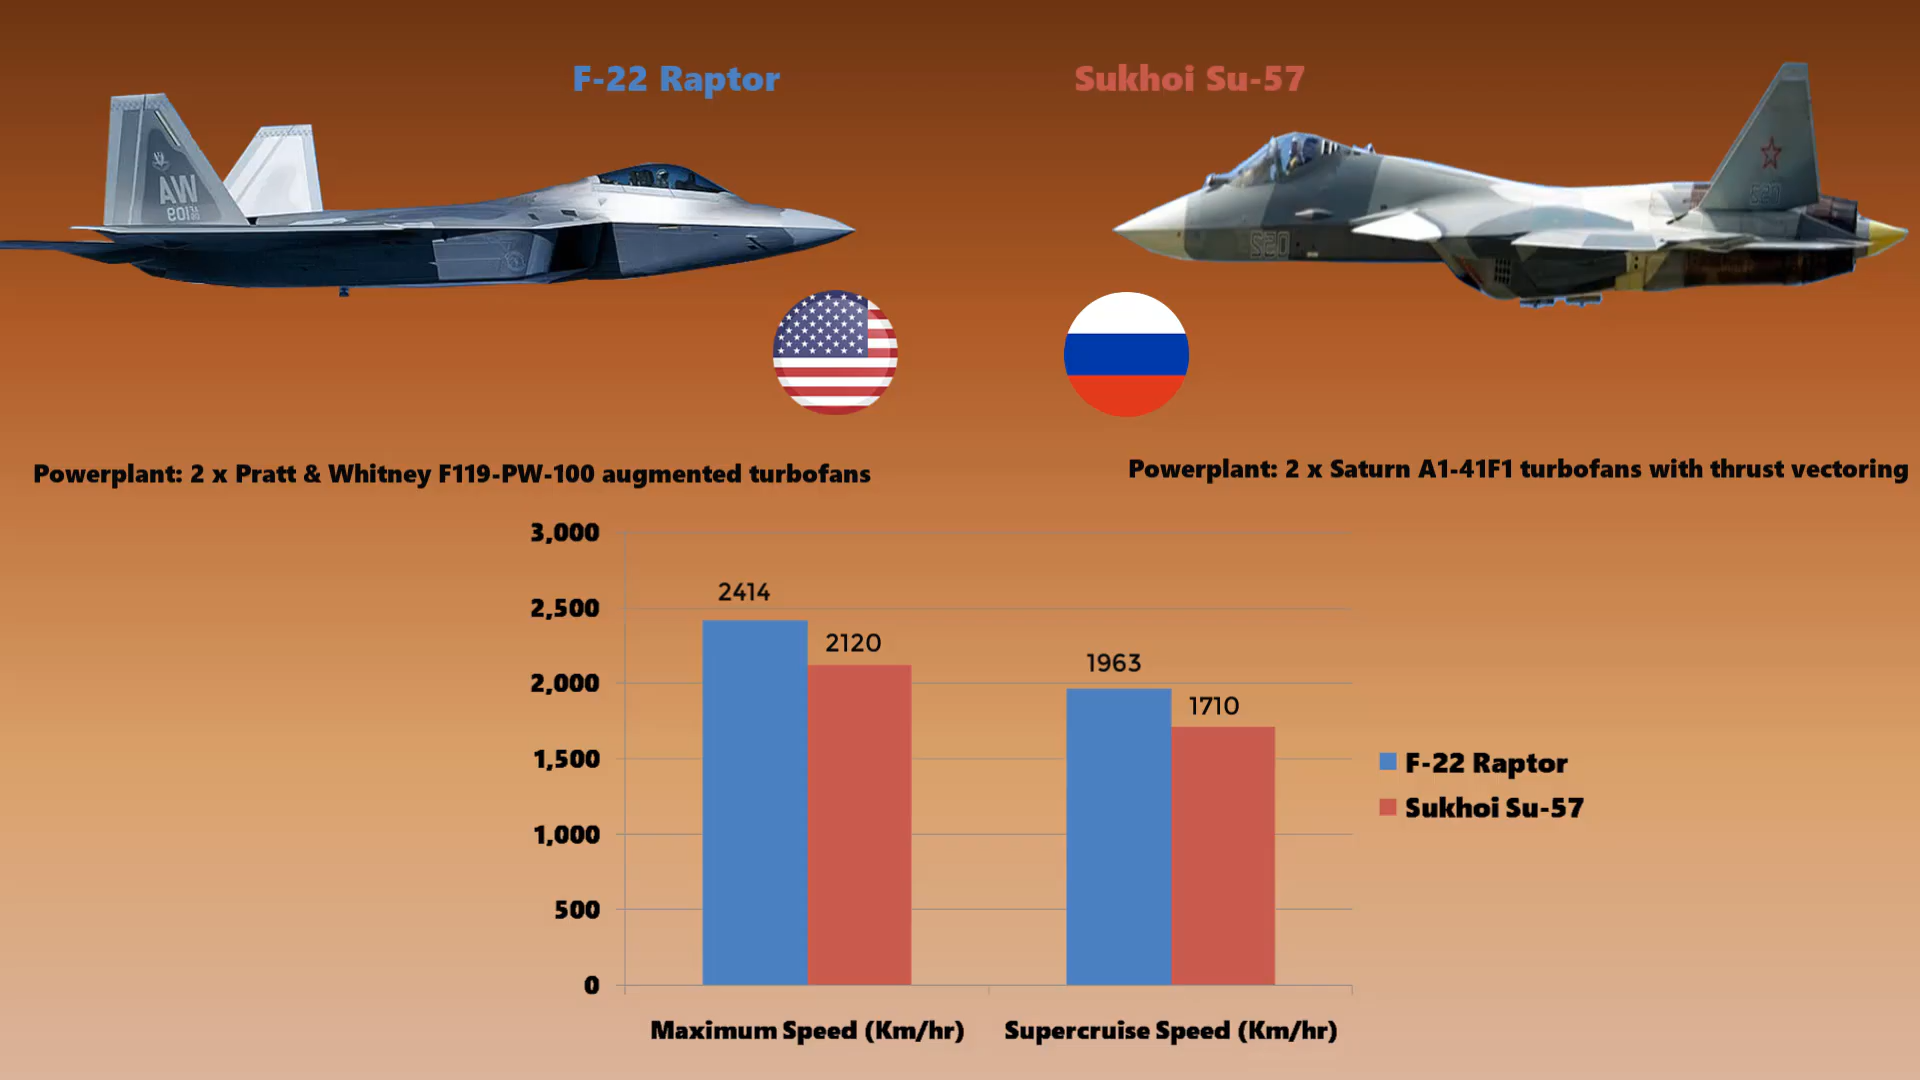 F-22 Raptor
Sukhoi Su-57
AW
Powerplant: 2 x Pratt & Whitney F119-PW-100 augmented turbofans
Powerplant: 2 x Saturn A1-41F1 turbofans with thrust vectoring
3,000
2,500
2,000
1,500
1,000
500
0
2414
2120
1963
1710
Maximum Speed (Km/hr)
Supercruise Speed (Km/hr)
F-22 Raptor
Sukhoi Su-57